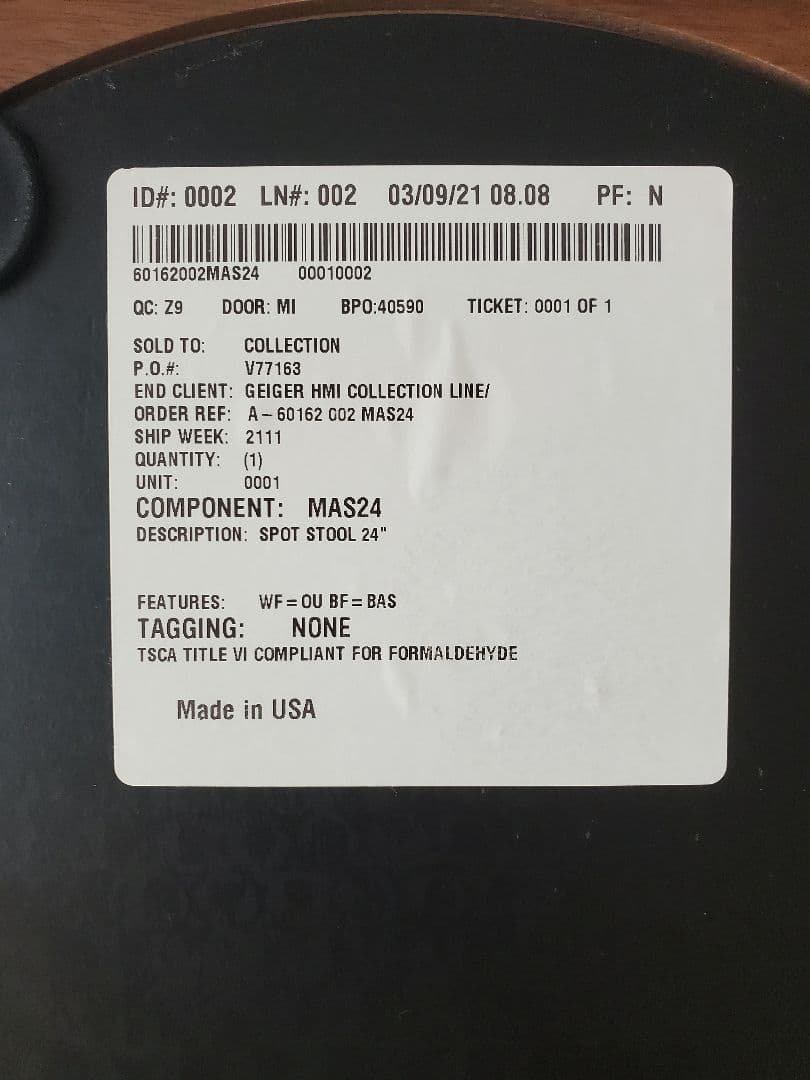 ID#: 0002 LN#: 002 03/09/21 08.08 PF: N
60162002MAS24 00010002
QC: Z9 DOOR: MI BPO:40590 TICKET: 0001 OF 1
SOLD TO: COLLECTION
P.O.#: V77163
END CLIENT: GEIGER HMI COLLECTION LINE/
ORDER REF: A-60162 002 MAS24
SHIP WEEK: 2111
QUANTITY: (1)
UNIT: 0001
COMPONENT: MAS24
DESCRIPTION: SPOT STOOL 24"
FEATURES: WF=OU BF=BAS
TAGGING: NONE
TSCA TITLE VI COMPLIANT FOR FORMALDEHYDE
Made in USA